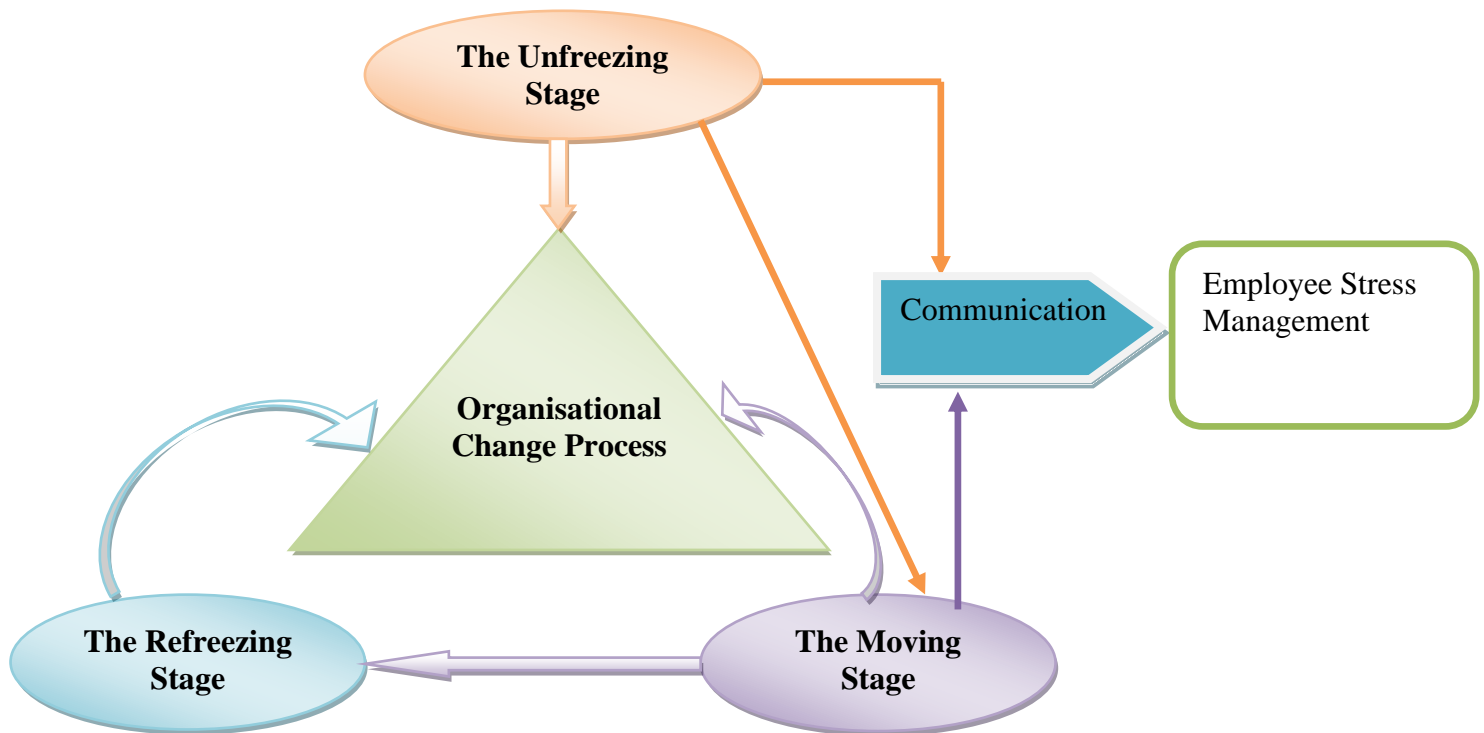 The Unfreezing
Stage
Communication
Employee Stress
Management
Organisational
Change Process
The Refreezing
Stage
The Moving
Stage